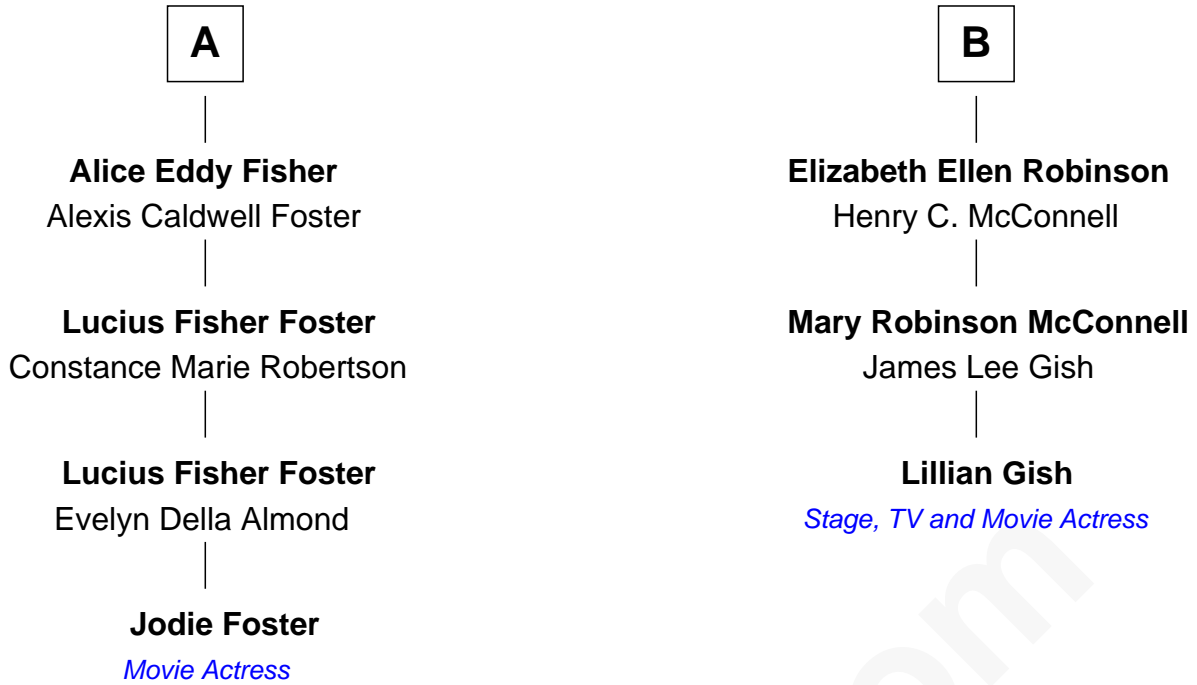 A
Alice Eddy Fisher
Alexis Caldwell Foster
Lucius Fisher Foster
Constance Marie Robertson
Lucius Fisher Foster
Evelyn Della Almond
Jodie Foster
Movie Actress
B
Elizabeth Ellen Robinson
Henry C. McConnell
Mary Robinson McConnell
James Lee Gish
Lillian Gish
Stage, TV and Movie Actress
om